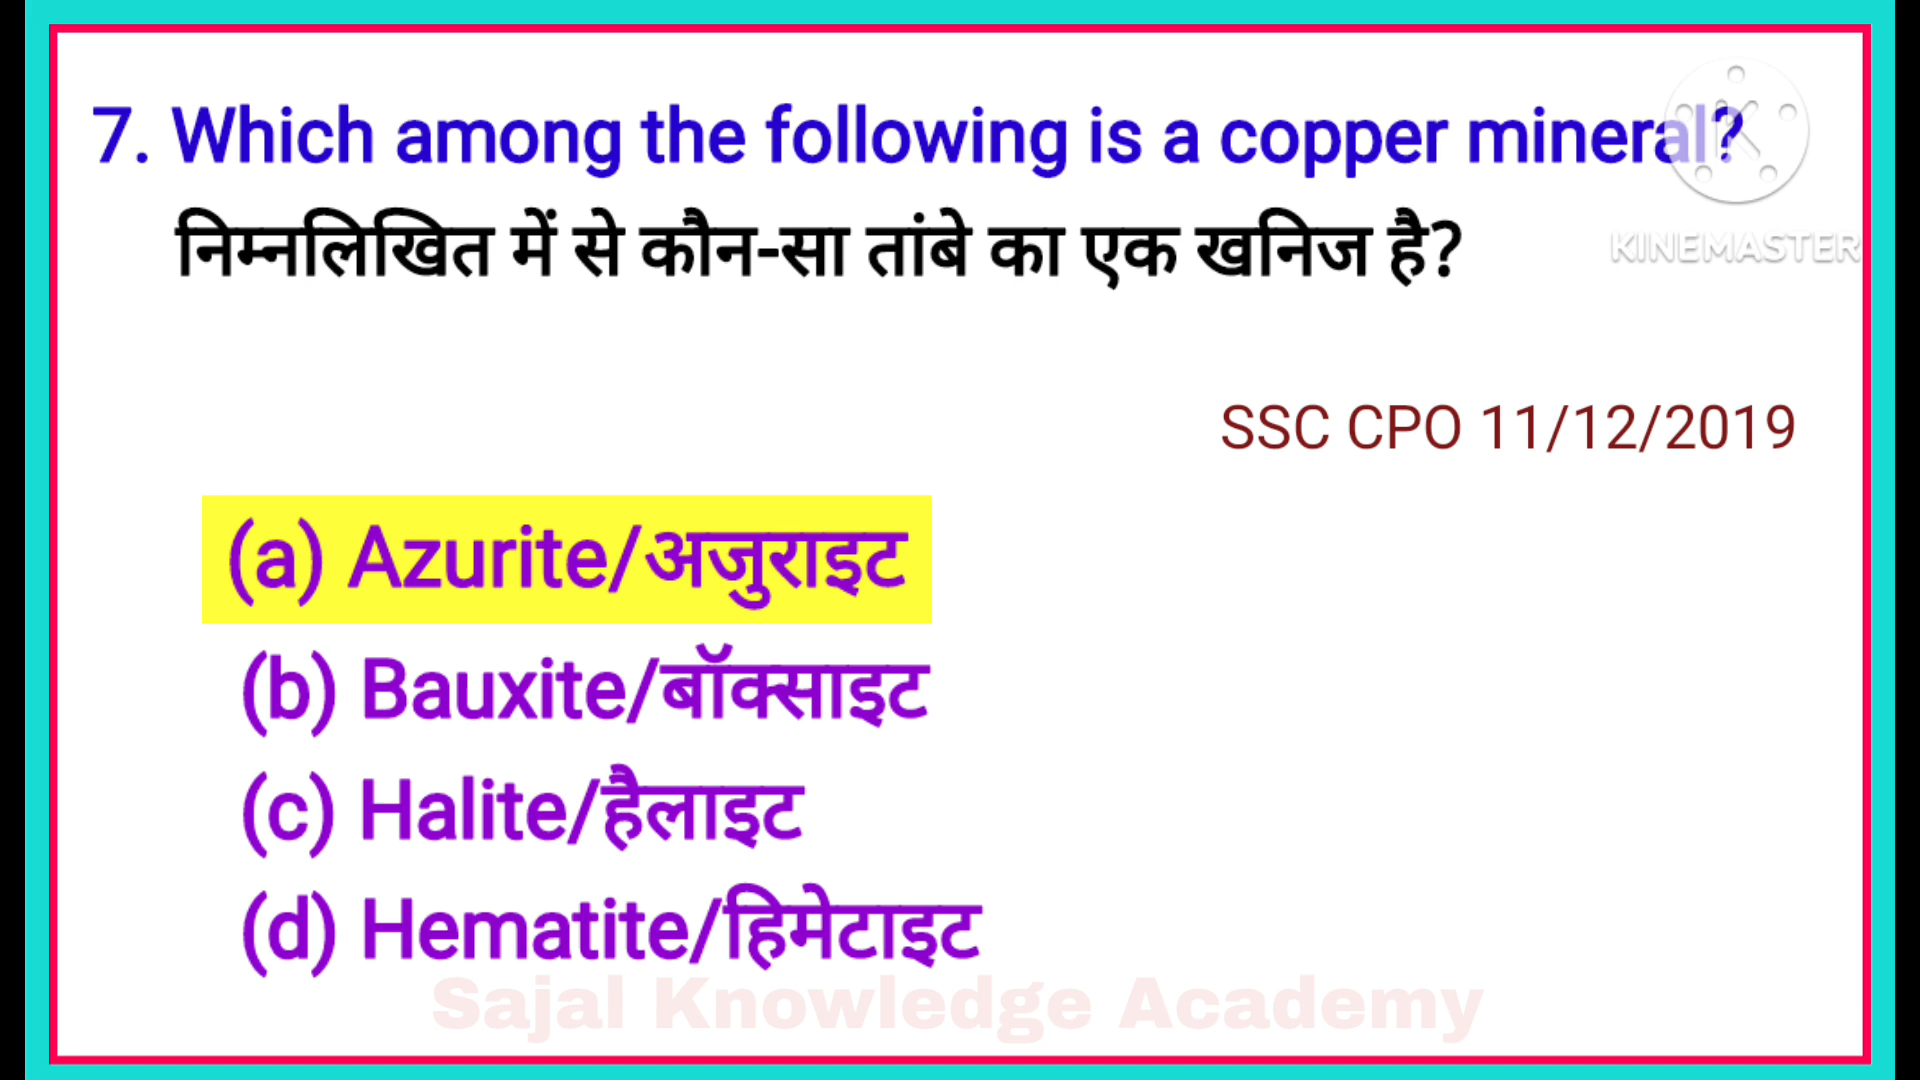 7. Which among the following is a copper mineral?
निम्नलिखित में से कौन-सा तांबे का एक खनिज है?
KINEMASTER
SSC CPO 11/12/2019
(a) Azurite/अजुराइट
(b) Bauxite/बॉक्साइट
(c) Halite/हैलाइट
(d) Hematite/हिमेटाइट
Sajal Knowledge Academy